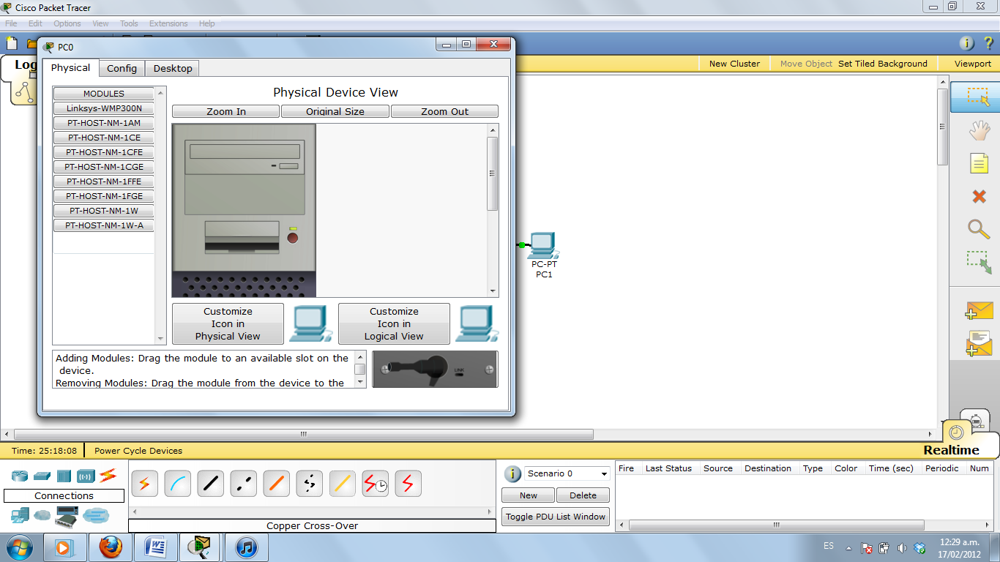 Cisco Packet Tracer
File Edit Options View Tools Extensions Help
PC0
Physical Config Desktop
Log
New Cluster Move Object Set Tiled Background Viewport
MODULES
Linksys-WMP300N
PT-HOST-NM-1AM
PT-HOST-NM-1CE
PT-HOST-NM-1CFE
PT-HOST-NM-1CGE
PT-HOST-NM-1FFE
PT-HOST-NM-1FGE
PT-HOST-NM-1W
PT-HOST-NM-1W-A
Physical Device View
Zoom In Original Size Zoom Out
Customize
Icon in
Physical View
Customize
Icon in
Logical View
Adding Modules: Drag the module to an available slot on the
device.
Removing Modules: Drag the module from the device to the
LINK
PC-PT
PC1
Time: 25:18:08 Power Cycle Devices
Realtime
Connections
Copper Cross-Over
Scenario 0
New Delete
Toggle PDU List Window
Fire Last Status Source Destination Type Color Time (sec) Periodic Num
ES
12:29 a.m.
17/02/2012